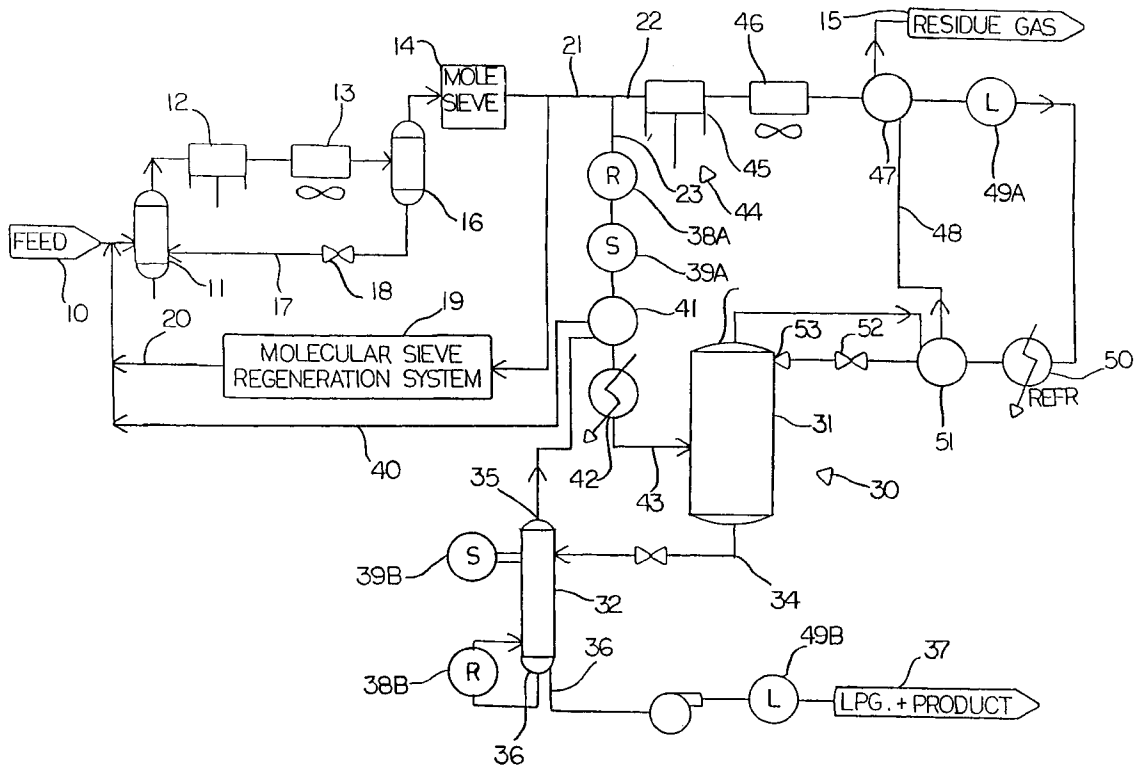 15
RESIDUE GAS
14
MOLE
SIEVE
21
22
46
12
13
L
45
47
49A
16
23
44
R
38A
48
FEED
10
11
17
18
S
39A
20
19
41
53
52
50
MOLECULAR SIEVE
REGENERATION SYSTEM
REFR
51
31
40
42
43
30
35
S
39B
32
34
36
49B
37
R
38B
L
LPG. + PRODUCT
36